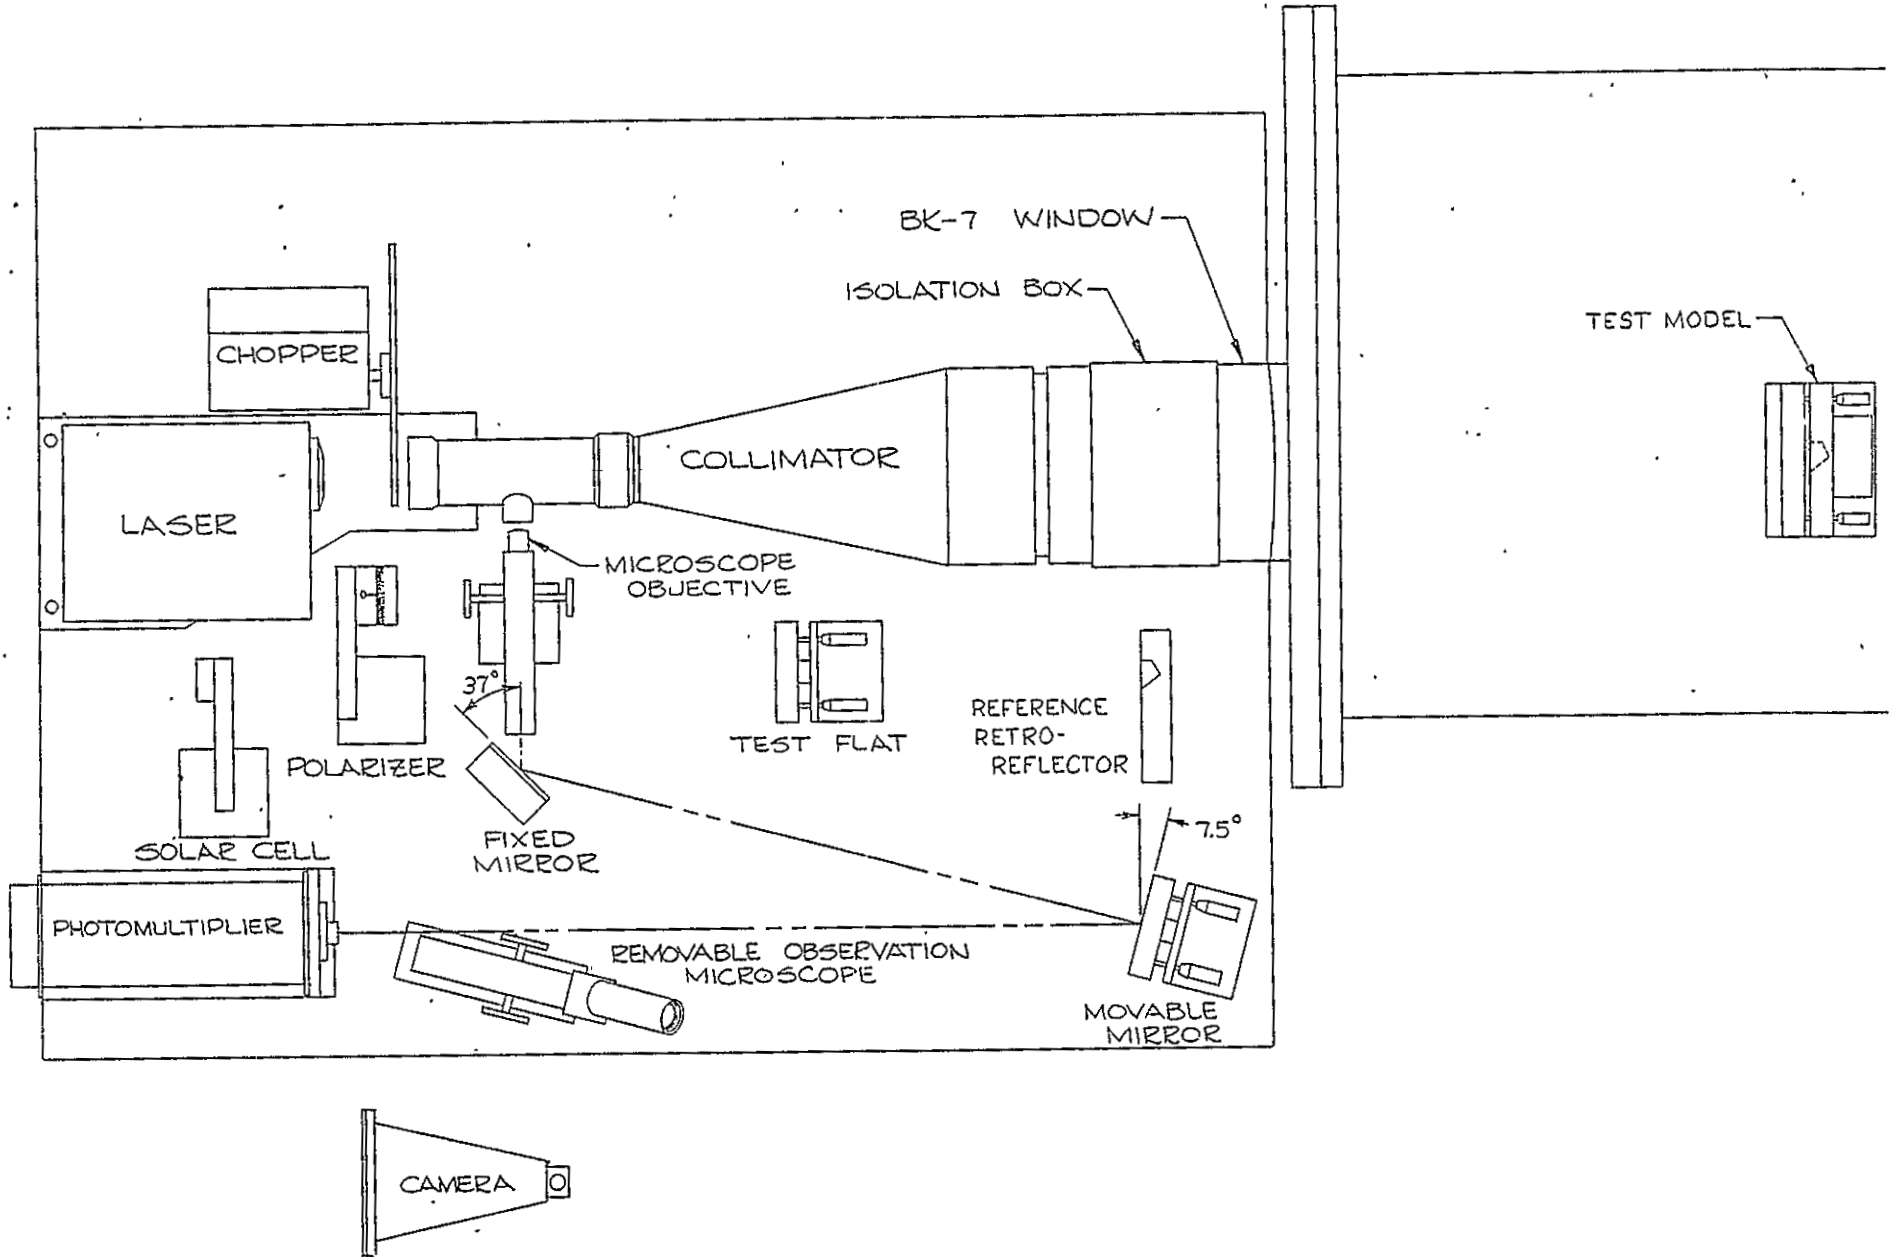 BK-7 WINDOW
ISOLATION BOX
TEST MODEL
CHOPPER
COLLIMATOR
LASER
MICROSCOPE
OBJECTIVE
37°
REFERENCE
RETRO-
REFLECTOR
TEST FLAT
POLARIZER
7.5°
FIXED
MIRROR
SOLAR CELL
PHOTOMULTIPLIER
REMOVABLE OBSERVATION
MICROSCOPE
MOVABLE
MIRROR
CAMERA